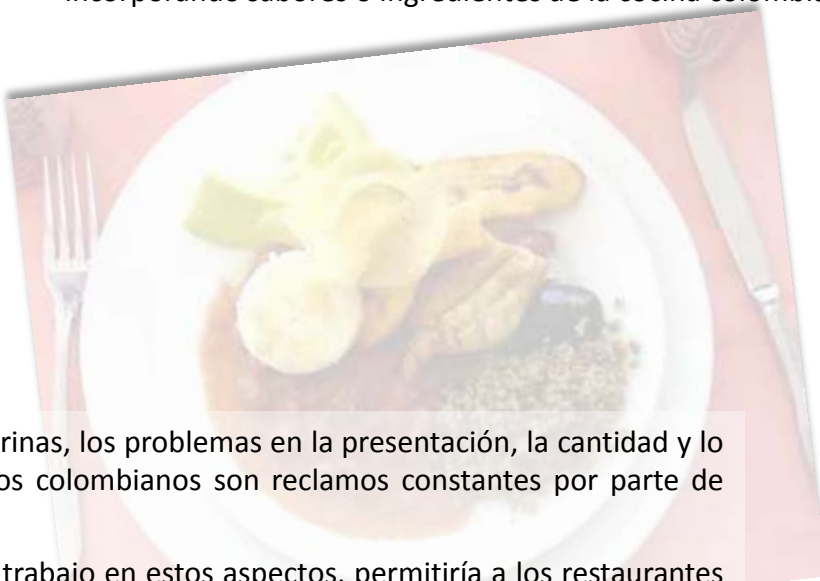 incorporando sabores o ingredientes de la cocina
rinas, los problemas en la presentación, la cantidad y lo
os colombianos son reclamos constantes por parte de
trabajo en estos aspectos, permitiría a los restaurantes